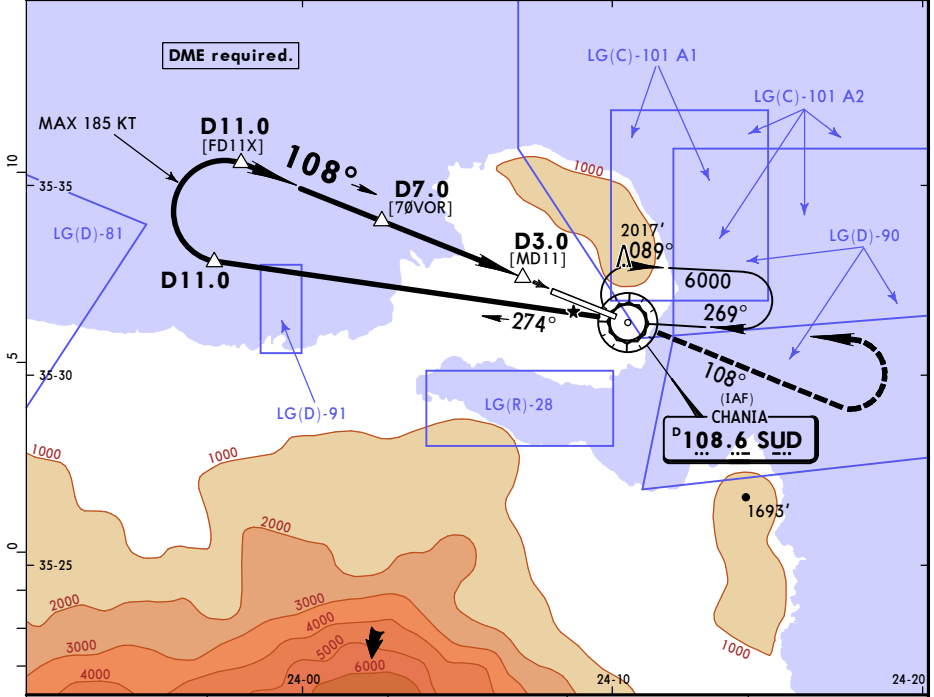 DME required.
LG(C)-101 A1
LG(C)-101 A2
MAX 185 KT
D11.0
[FD11X]
108°
D7.0
[7ØVOR]
D3.0
[MD11]
1000
2017'
089°
6000
269°
LG(D)-90
LG(D)-81
D11.0
274°
108°
(IAF)
CHANIA
D 108.6 SUD
LG(D)-91
LG(R)-28
1693'
1000
1000
1000
2000
2000
3000
3000
4000
4000
5000
6000
10
5
0
35-35
35-30
35-25
24-00
24-10
24-20